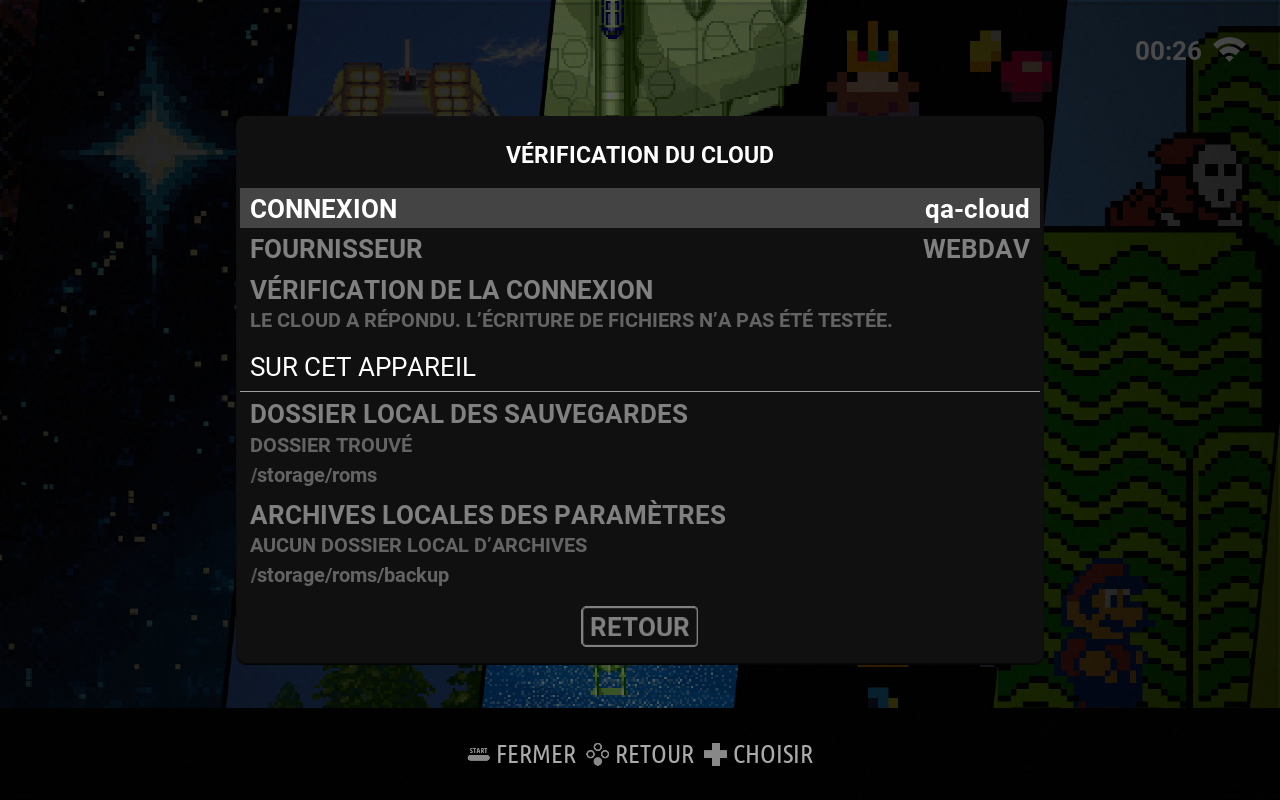 00:26
VÉRIFICATION DU CLOUD
CONNEXION qa-cloud
FOURNISSEUR WEBDAV
VÉRIFICATION DE LA CONNEXION
LE CLOUD A RÉPONDU. L’ÉCRITURE DE FICHIERS N’A PAS ÉTÉ TESTÉE.
SUR CET APPAREIL
DOSSIER LOCAL DES SAUVEGARDES
DOSSIER TROUVÉ
/storage/roms
ARCHIVES LOCALES DES PARAMÈTRES
AUCUN DOSSIER LOCAL D’ARCHIVES
/storage/roms/backup
RETOUR
START FERMER RETOUR CHOISIR